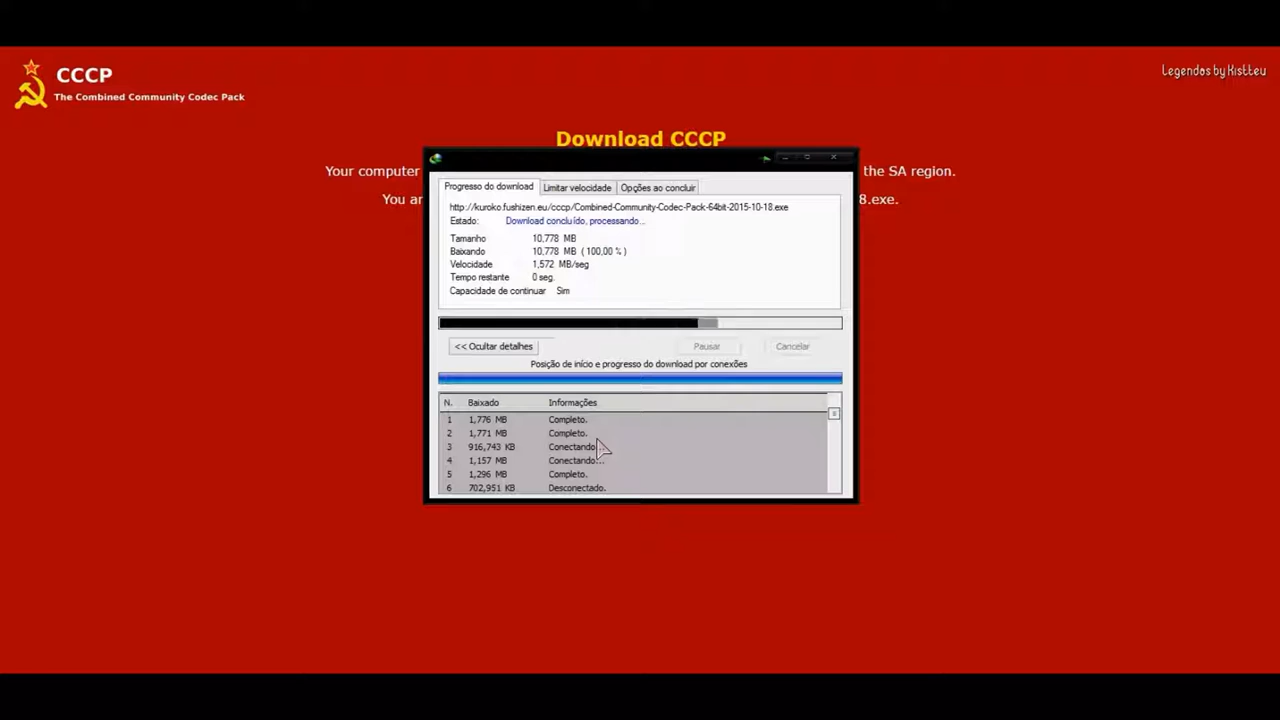 CCCP
The Combined Community Codec Pack
Legendas by Kistteu
Download CCCP
Your computer
the SA region.
You ar
8.exe.
Progresso do download
Limitar velocidade
Opções ao concluir
http://kuroko.fushizen.eu/cccp/Combined-Community-Codec-Pack-64bit-2015-10-18.exe
Estado: Download concluído, processando...
Tamanho 10,778 MB
Baixando 10,778 MB ( 100,00 % )
Velocidade 1,572 MB/seg
Tempo restante 0 seg.
Capacidade de continuar Sim
<< Ocultar detalhes
Pausar
Cancelar
Posição de início e progresso do download por conexões
N. Baixado Informações
1 1,776 MB Completo.
2 1,771 MB Completo.
3 916,743 KB Conectando...
4 1,157 MB Conectando...
5 1,296 MB Completo.
6 702,951 KB Desconectado.